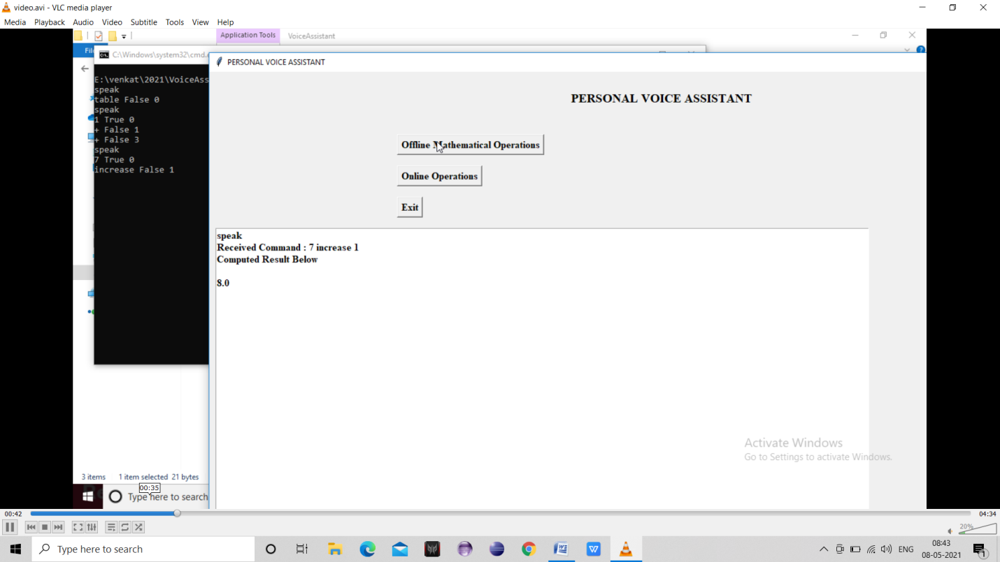 video.avi - VLC media player
Media Playback Audio Video Subtitle Tools View Help
Application Tools VoiceAssistant
C:\Windows\system32\cmd.
PERSONAL VOICE ASSISTANT
E:\venkat\2021\VoiceAss
speak
table False 0
speak
1 True 0
+ False 1
+ False 3
speak
7 True 0
increase False 1
PERSONAL VOICE ASSISTANT
Offline Mathematical Operations
Online Operations
Exit
speak
Received Command : 7 increase 1
Computed Result Below
8.0
Activate Windows
Go to Settings to activate Windows.
3 items 1 item selected 21 bytes
00:35
Type here to search
00:42 04:34
20%
Type here to search
ENG
08:43
08-05-2021
1